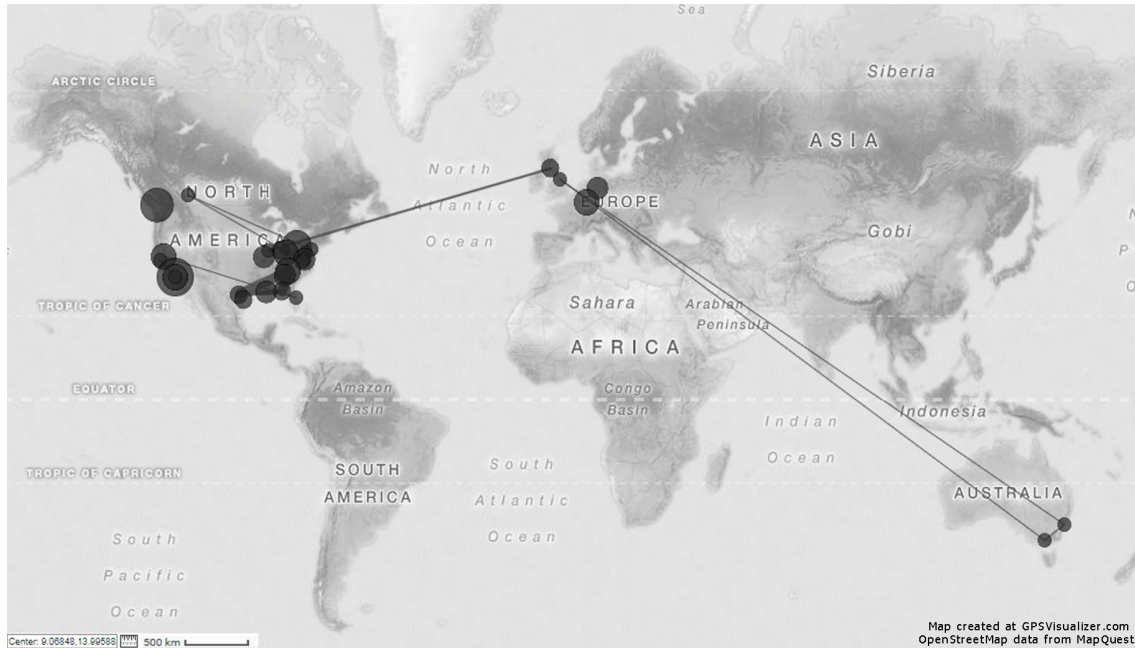 Sea
ARCTIC CIRCLE
Siberia
ASIA
North
Atlantic
Ocean
NORTH
AMERICA
EUROPE
Gobi
TROPIC OF CANCER
Sahara
Arabian
Peninsula
AFRICA
EQUATOR
Amazon
Basin
Congo
Basin
Indonesia
Indian
Ocean
TROPIC OF CAPRICORN
SOUTH
AMERICA
South
Atlantic
Ocean
AUSTRALIA
South
Pacific
Ocean
N
P
O
Center: 9.06848,13.99588
500 km
Map created at GPSVisualizer.com
OpenStreetMap data from MapQuest